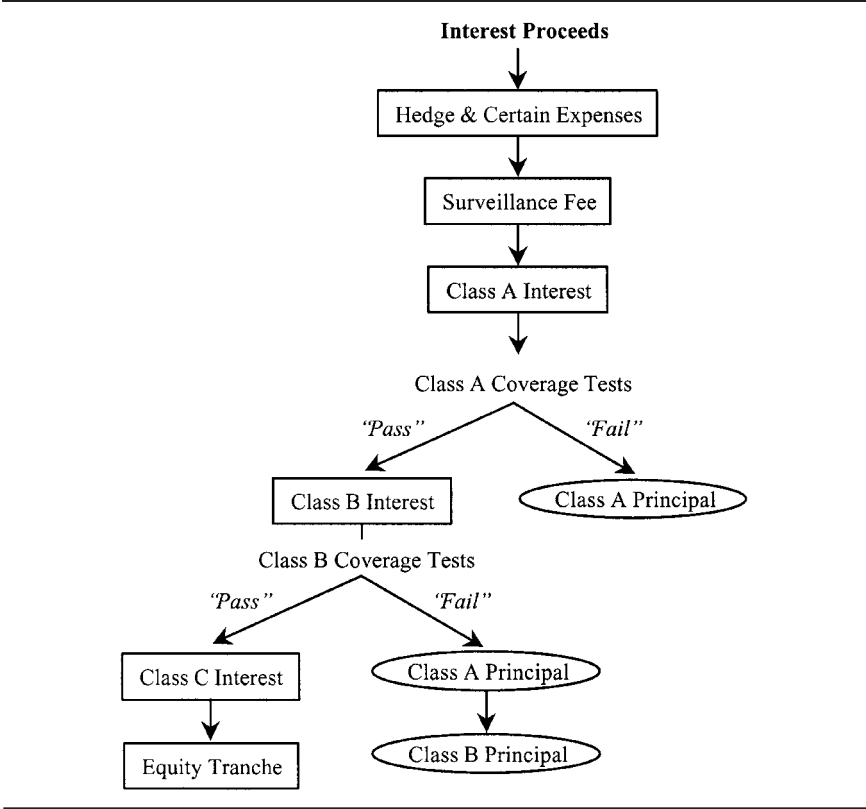 Interest Proceeds
Hedge & Certain Expenses
Surveillance Fee
Class A Interest
Class A Coverage Tests
“Pass”
“Fail”
Class B Interest
Class A Principal
Class B Coverage Tests
“Pass”
“Fail”
Class C Interest
Class A Principal
Equity Tranche
Class B Principal